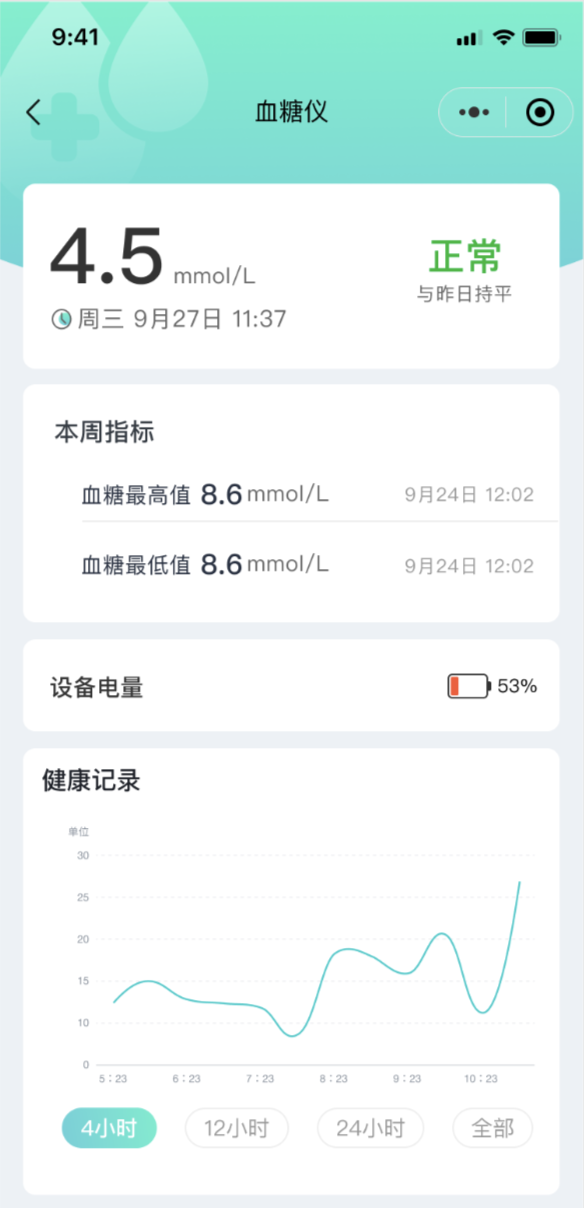 9:41
血糖仪
4.5 mmol/L
正常
与昨日持平
周三 9月27日 11:37
本周指标
血糖最高值 8.6 mmol/L 9月24日 12:02
血糖最低值 8.6 mmol/L 9月24日 12:02
设备电量 53%
健康记录
单位
30
25
20
15
10
0
5：23 6：23 7：23 8：23 9：23 10：23
4小时 12小时 24小时 全部